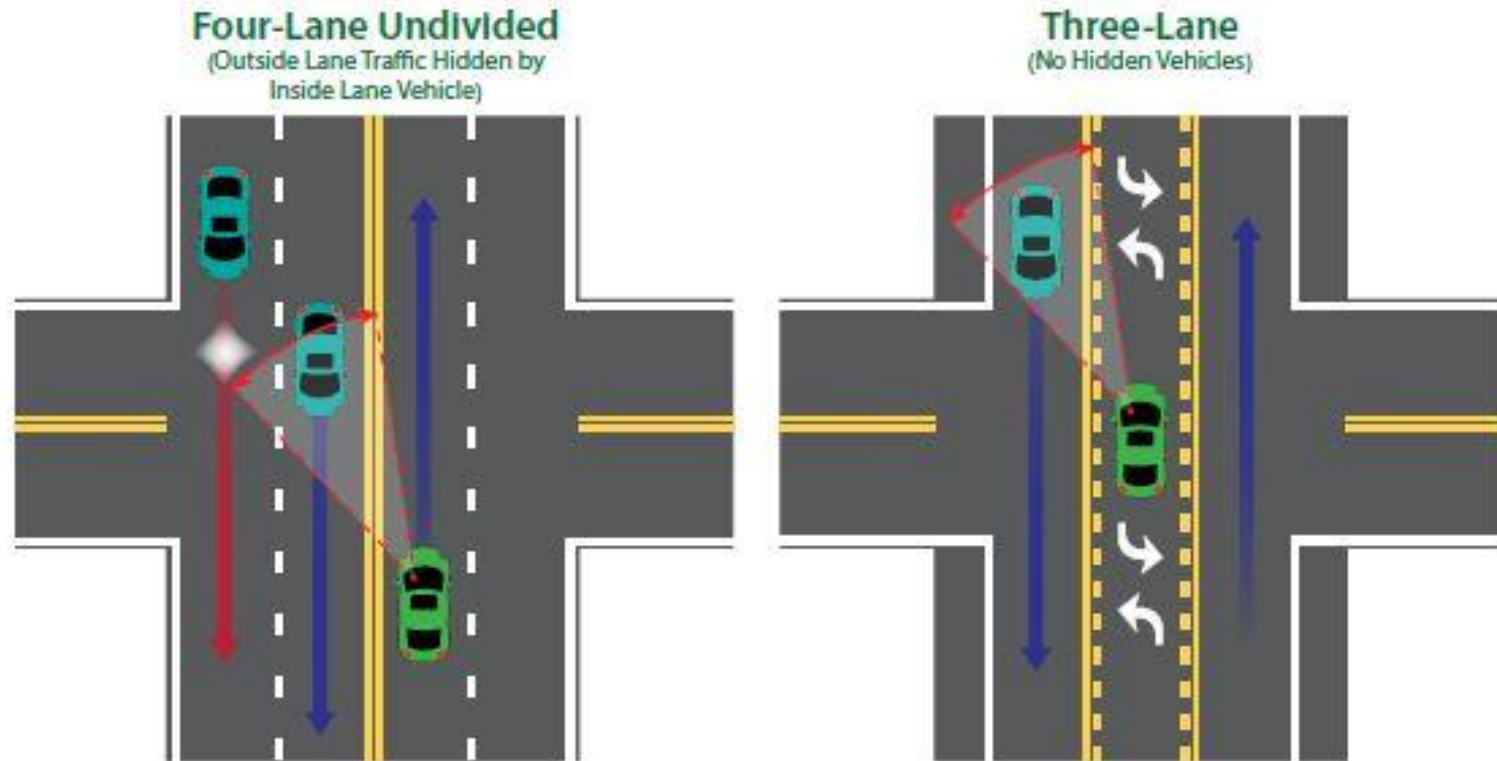 Four-Lane Undivided
(Outside Lane Traffic Hidden by
Inside Lane Vehicle)
Three-Lane
(No Hidden Vehicles)